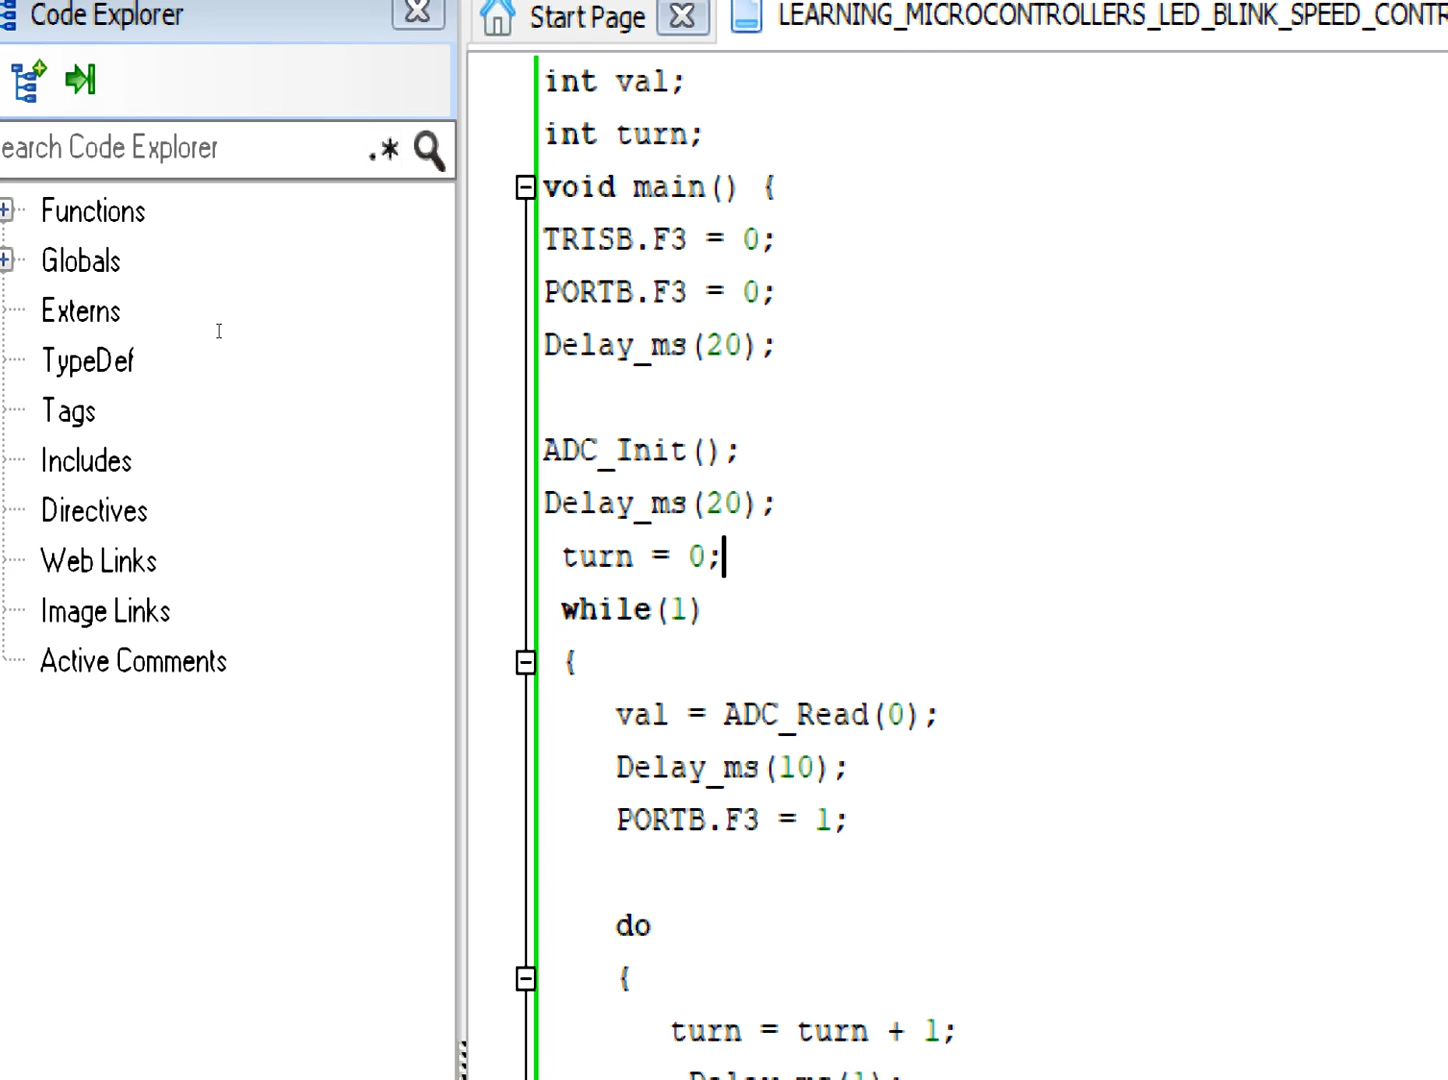 Code Explorer
Start Page
LEARNING_MICROCONTROLLERS_LED_BLINK_SPEED_CONTR
earch Code Explorer
.*
Functions
Globals
Externs
TypeDef
Tags
Includes
Directives
Web Links
Image Links
Active Comments
int val;
int turn;
void main() {
TRISB.F3 = 0;
PORTB.F3 = 0;
Delay_ms(20);
ADC_Init();
Delay_ms(20);
turn = 0;
while(1)
{
val = ADC_Read(0);
Delay_ms(10);
PORTB.F3 = 1;
do
{
turn = turn + 1;
Delay_ms(1);